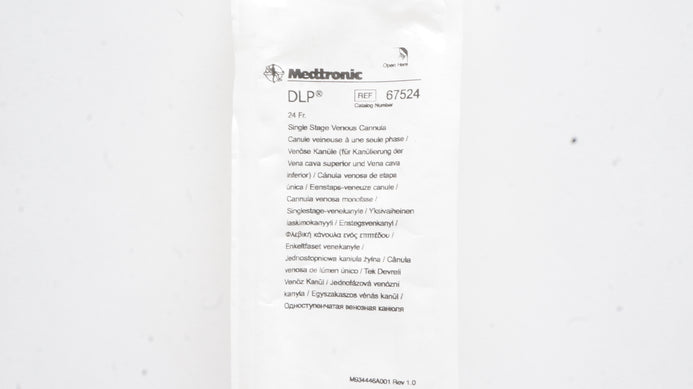 Open Here
Medtronic
DLP® REF 67524
Catalog Number
24 Fr.
Single Stage Venous Cannula
Canule veineuse à une seule phase /
Venöse Kanüle (für Kanülierung der
Vena cava superior und Vena cava
inferior) / Cânula venosa de etapa
única / Eenstaps-veneuze canule /
Cannula venosa monofase /
Singlestage-venekanyle / Yksivaiheinen
laskimokanyyli / Enstegsvenkanyl /
Φλεβική κάνουλα ενός επιπέδου /
Enkeltfaset venekanyle /
Jednostopniowa kaniula żylna / Cânula
venosa de lúmen único / Tek Devreli
Venöz Kanül / Jednofázová venózní
kanyla / Egyszakaszos vénás kanül /
Одноступенчатая венозная канюля
M934446A001 Rev 1.0